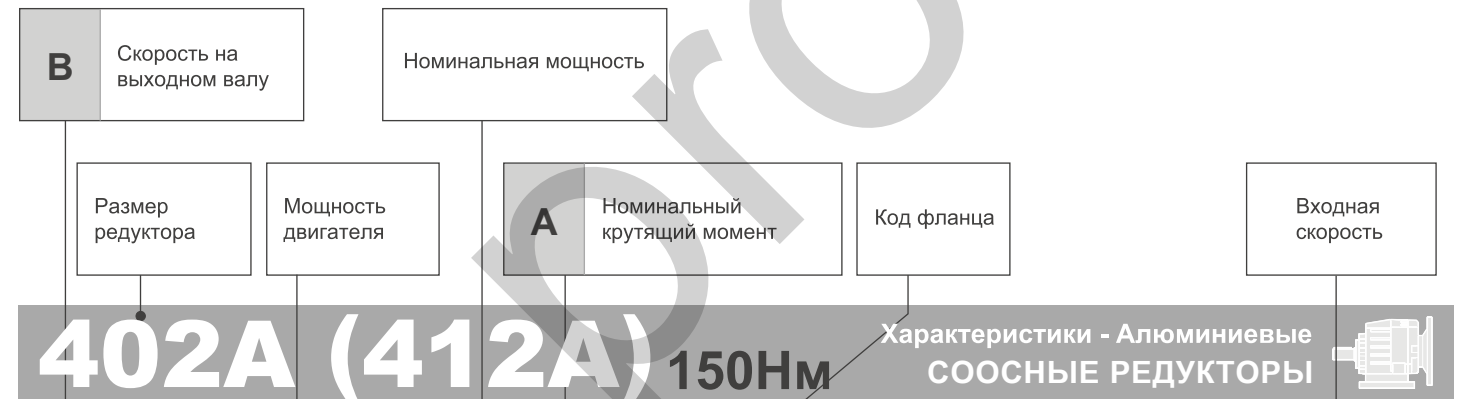 B
Скорость на
выходном валу
Номинальная мощность
Размер
редуктора
Мощность
двигателя
A
Номинальный
крутящий момент
Код фланца
Входная
скорость
402A (412A) 150Нм
Характеристики - Алюминиевые
СООСНЫЕ РЕДУКТОРЫ
pro